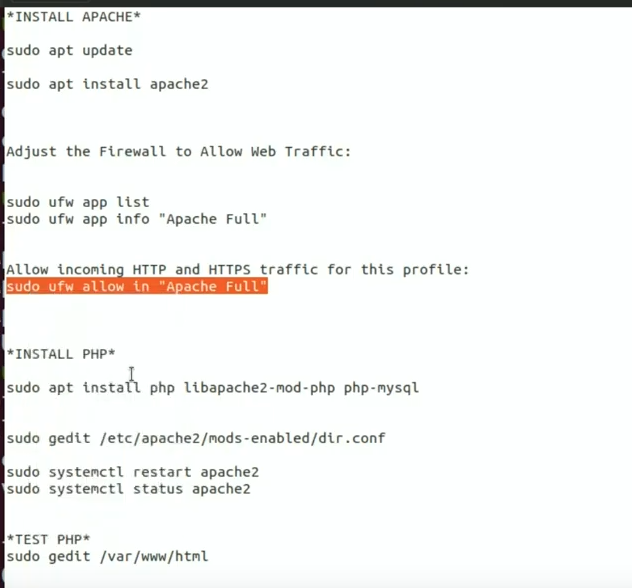 *INSTALL APACHE*
sudo apt update
sudo apt install apache2
Adjust the Firewall to Allow Web Traffic:
sudo ufw app list
sudo ufw app info "Apache Full"
Allow incoming HTTP and HTTPS traffic for this profile:
sudo ufw allow in "Apache Full"
*INSTALL PHP*
sudo apt install php libapache2-mod-php php-mysql
sudo gedit /etc/apache2/mods-enabled/dir.conf
sudo systemctl restart apache2
sudo systemctl status apache2
*TEST PHP*
sudo gedit /var/www/html